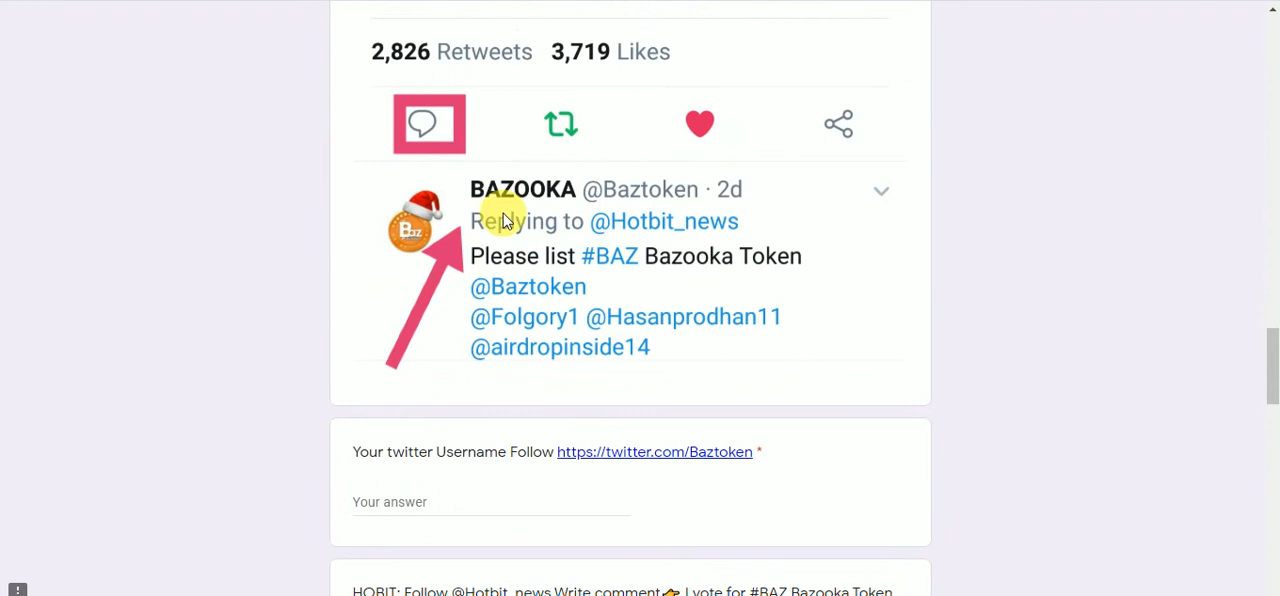 2,826 Retweets 3,719 Likes
BAZOOKA @Baztoken · 2d
Replying to @Hotbit_news
Please list #BAZ Bazooka Token
@Baztoken
@Folgory1 @Hasanprodhan11
@airdropinside14
Baz
Your twitter Username Follow https://twitter.com/Baztoken *
Your answer
HOBIT: Follow @Hotbit_news Write comment👉 I vote for #BAZ Bazooka Token